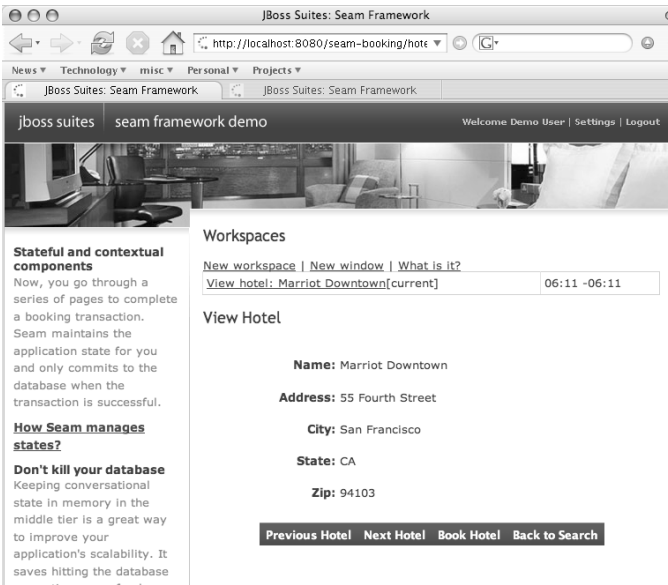 JBoss Suites: Seam Framework
http://localhost:8080/seam-booking/hote
G
News Technology misc Personal Projects
JBoss Suites: Seam Framework JBoss Suites: Seam Framework
jboss suites seam framework demo Welcome Demo User | Settings | Logout
Stateful and contextual
components
Now, you go through a
series of pages to complete
a booking transaction.
Seam maintains the
application state for you
and only commits to the
database when the
transaction is successful.
How Seam manages
states?
Don't kill your database
Keeping conversational
state in memory in the
middle tier is a great way
to improve your
application's scalability. It
saves hitting the database
Workspaces
New workspace | New window | What is it?
View hotel: Marriot Downtown[current] 06:11 -06:11
View Hotel
Name: Marriot Downtown
Address: 55 Fourth Street
City: San Francisco
State: CA
Zip: 94103
Previous Hotel Next Hotel Book Hotel Back to Search